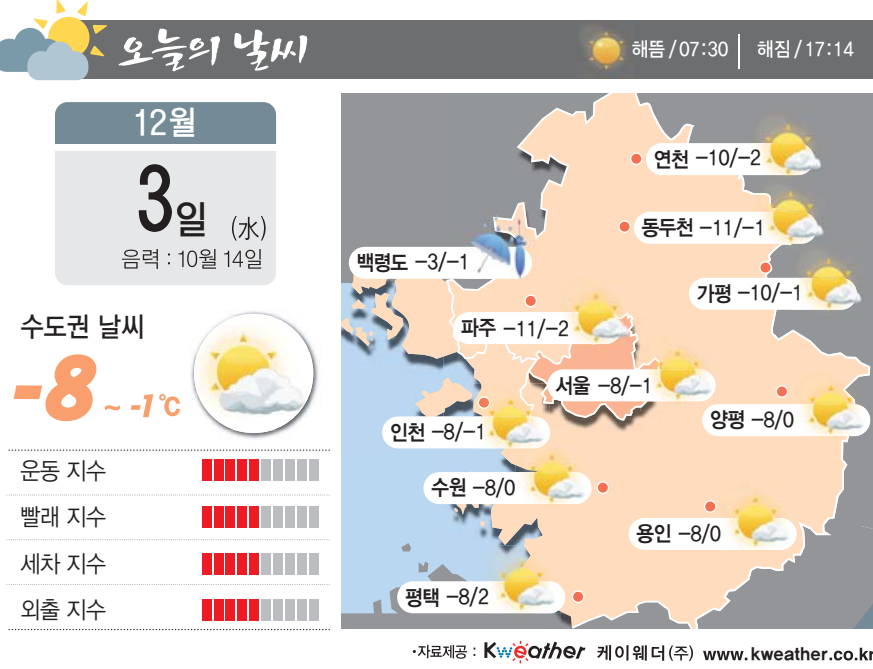 오늘의 날씨
해뜸 / 07:30 해짐 / 17:14
12월
3일 (水)
음력 : 10월 14일
수도권 날씨
-8 ~ -1℃
운동 지수
빨래 지수
세차 지수
외출 지수
연천 -10/-2
동두천 -11/-1
백령도 -3/-1
가평 -10/-1
파주 -11/-2
서울 -8/-1
양평 -8/0
인천 -8/-1
수원 -8/0
용인 -8/0
평택 -8/2
·자료제공 : Kweather 케이웨더(주) www.kweather.co.kr